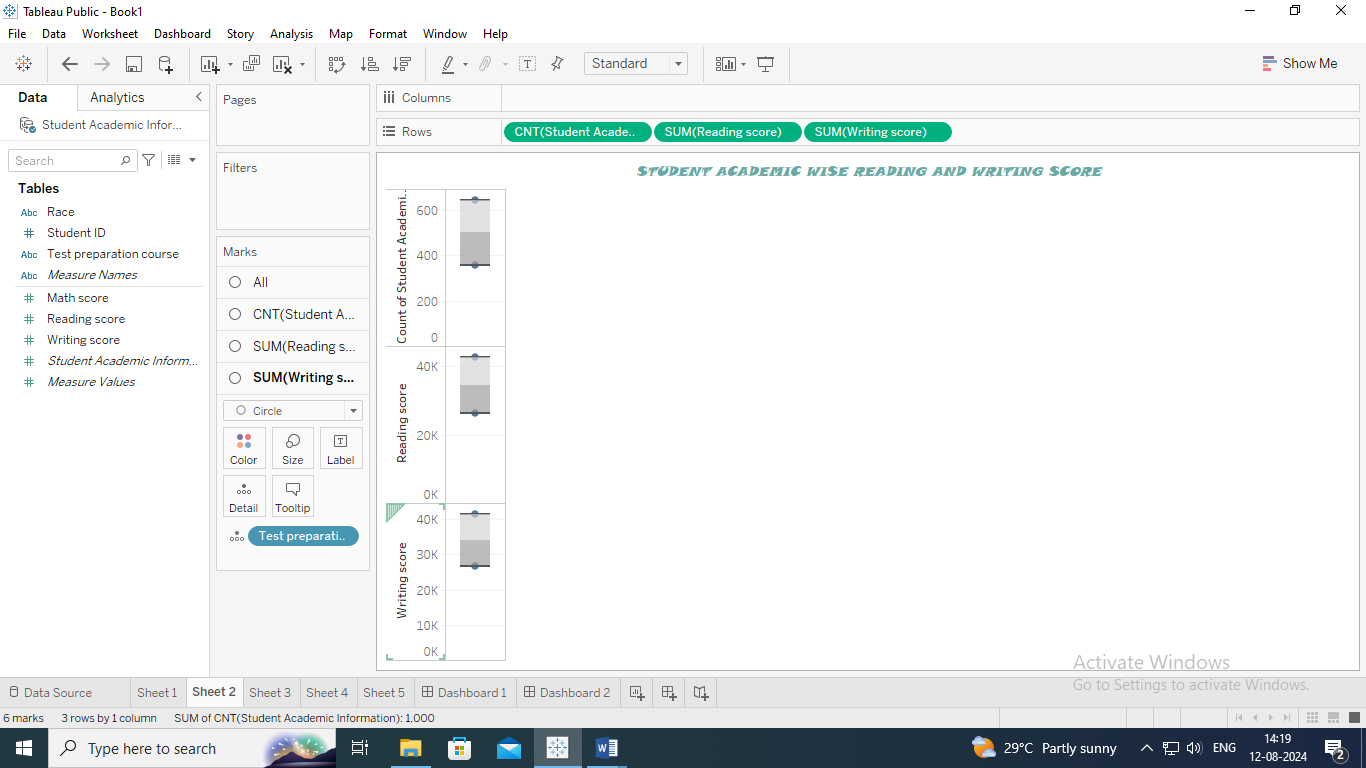 Tableau Public - Book1
File Data Worksheet Dashboard Story Analysis Map Format Window Help
Standard
Show Me
Data Analytics
Student Academic Infor...
Search
Tables
Abc Race
# Student ID
Abc Test preparation course
Abc Measure Names
# Math score
# Reading score
# Writing score
# Student Academic Inform...
# Measure Values
Pages
Filters
Marks
All
CNT(Student A...
SUM(Reading s...
SUM(Writing s...
Circle
Color Size Label
Detail Tooltip
Test preparati..
Columns
Rows CNT(Student Acade.. SUM(Reading score) SUM(Writing score)
STUDENT ACADEMIC WISE READING AND WRITING SCORE
Count of Student Academi..
600
400
200
0
Reading score
40K
20K
0K
Writing score
40K
30K
20K
10K
0K
Activate Windows
Go to Settings to activate Windows.
Data Source Sheet 1 Sheet 2 Sheet 3 Sheet 4 Sheet 5 Dashboard 1 Dashboard 2
6 marks 3 rows by 1 column SUM of CNT(Student Academic Information): 1,000
Type here to search
29°C Partly sunny ENG
14:19
12-08-2024
2